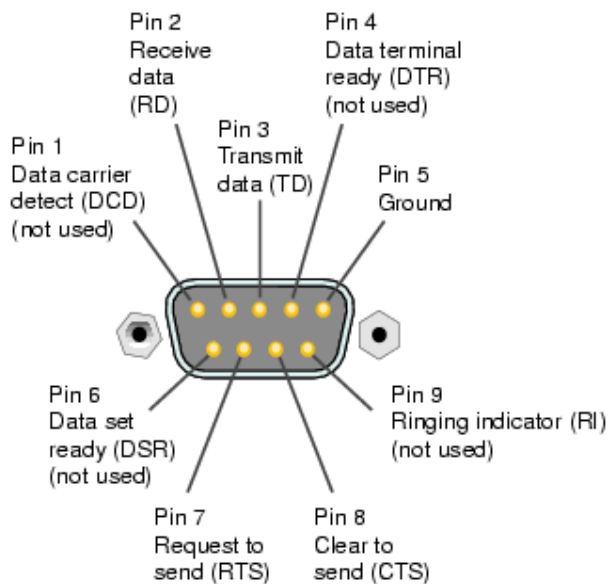 Pin 1
Data carrier
detect (DCD)
(not used)
Pin 2
Receive
data
(RD)
Pin 3
Transmit
data (TD)
Pin 4
Data terminal
ready (DTR)
(not used)
Pin 5
Ground
Pin 6
Data set
ready (DSR)
(not used)
Pin 7
Request to
send (RTS)
Pin 8
Clear to
send (CTS)
Pin 9
Ringing indicator (RI)
(not used)